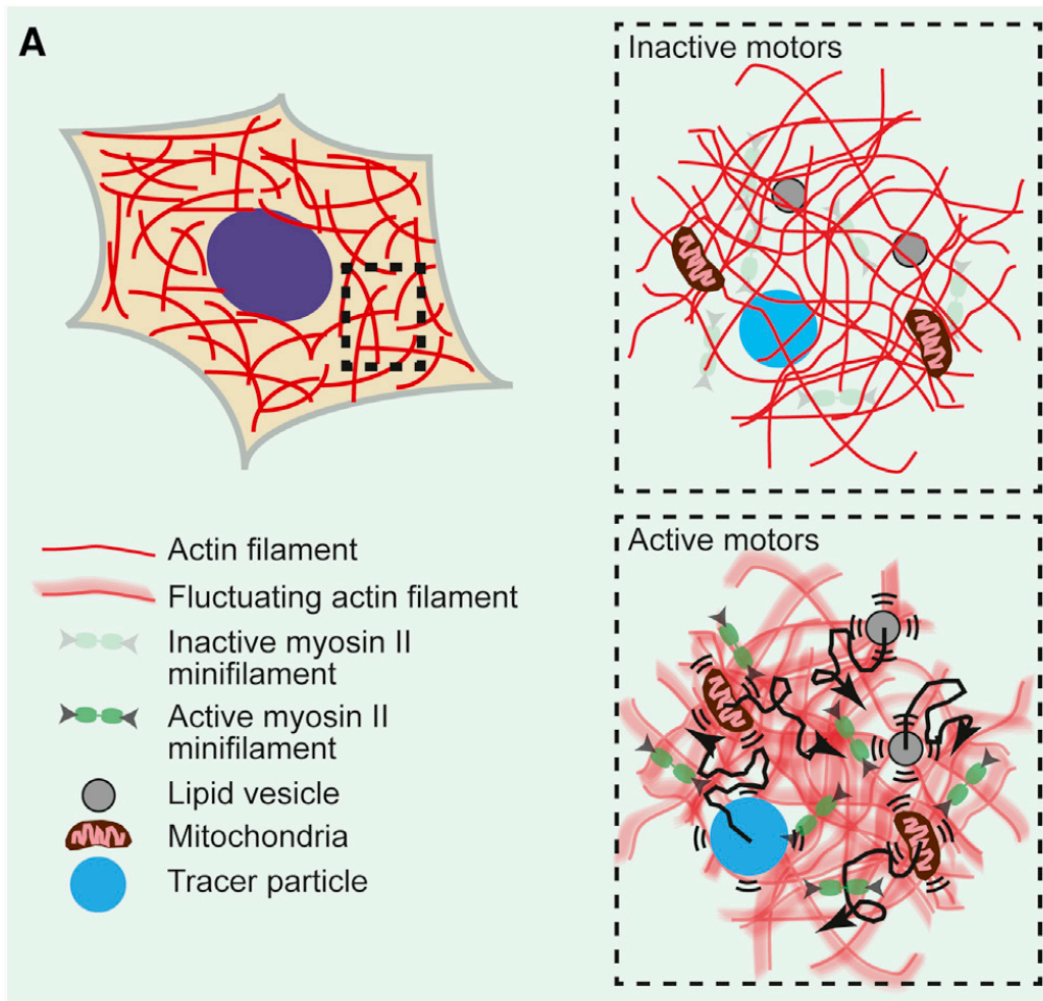 A
Inactive motors
Actin filament
Fluctuating actin filament
Inactive myosin II
minifilament
Active myosin II
minifilament
Lipid vesicle
Mitochondria
Tracer particle
Active motors